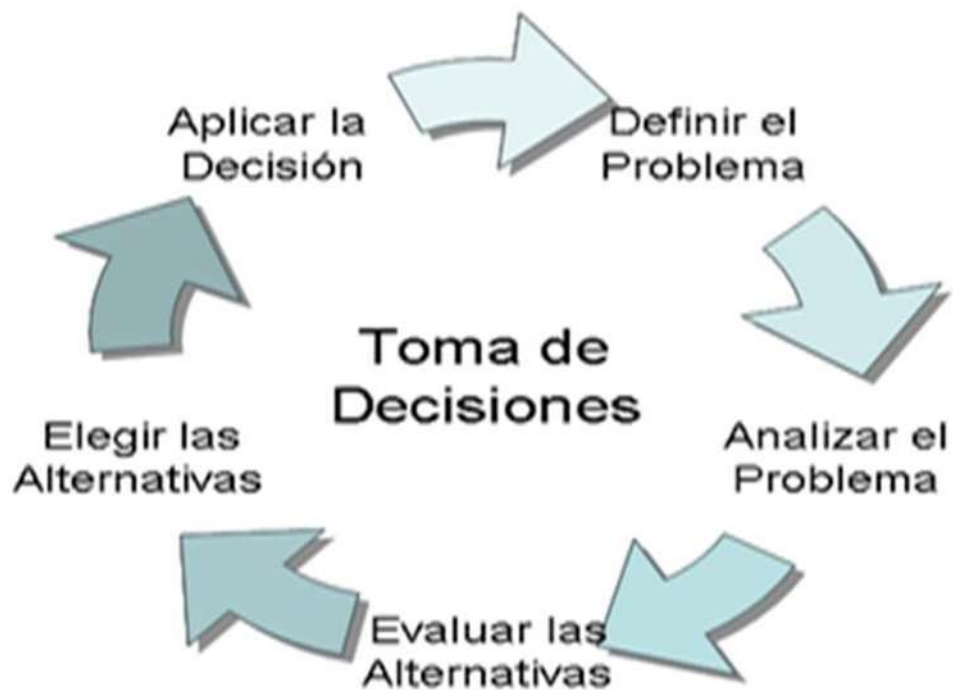 Aplicar la
Decisión
Definir el
Problema
Toma de
Decisiones
Elegir las
Alternativas
Analizar el
Problema
Evaluar las
Alternativas